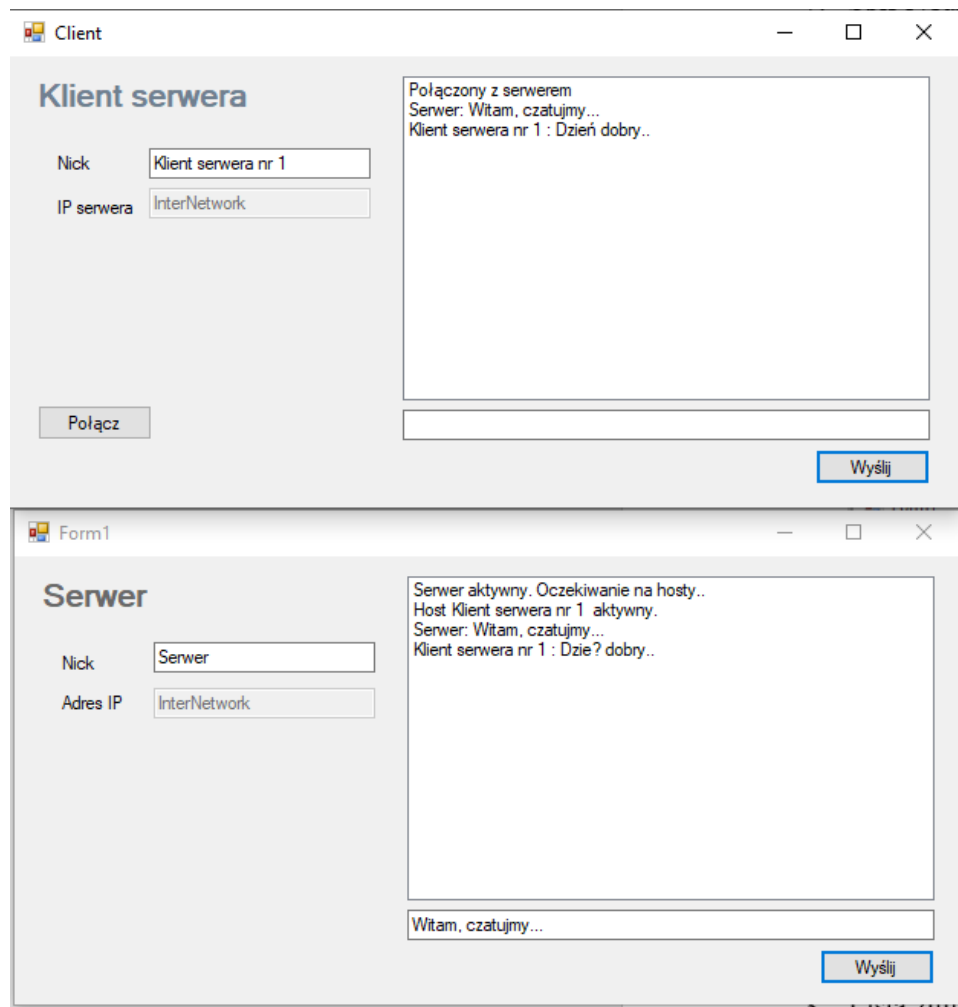 Client
Klient serwera
Połączony z serwerem
Serwer: Witam, czatujmy...
Klient serwera nr 1 : Dzień dobry..
Nick
Klient serwera nr 1
IP serwera
InterNetwork
Połącz
Wyślij
Form1
Serwer
Serwer aktywny. Oczekiwanie na hosty..
Host Klient serwera nr 1  aktywny.
Serwer: Witam, czatujmy...
Klient serwera nr 1 : Dzie? dobry..
Nick
Serwer
Adres IP
InterNetwork
Witam, czatujmy...
Wyślij